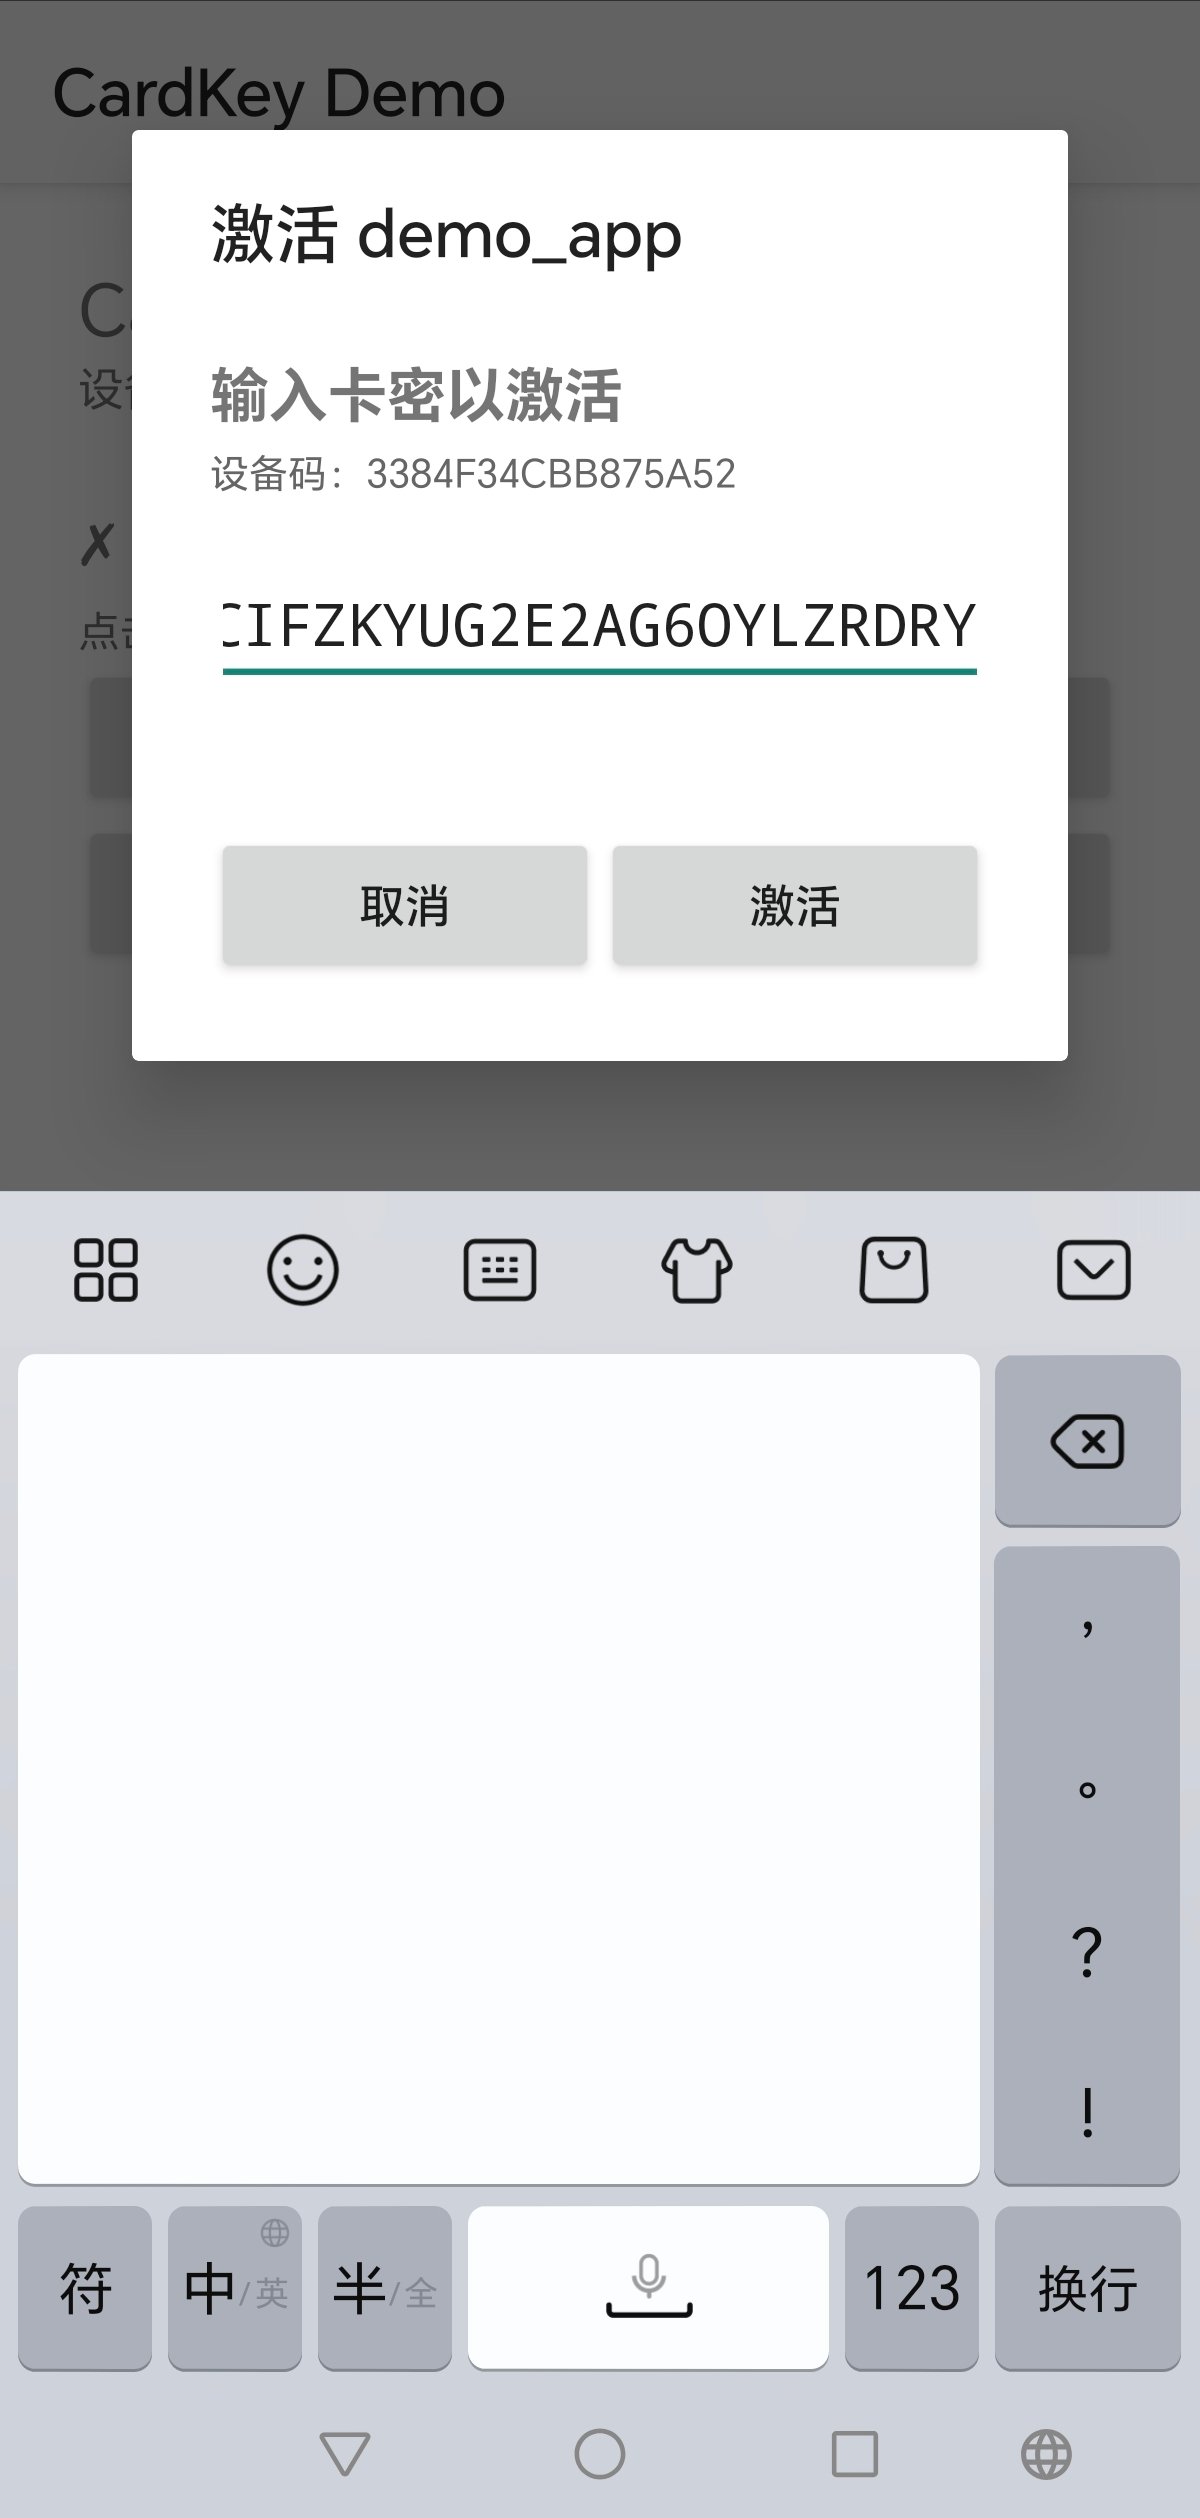 CardKey Demo
激活 demo_app
输入卡密以激活
设备码：3384F34CBB875A52
IFZKYUG2E2AG6OYLZRDRY
取消
激活
，
。
?
!
符
中/英
半/全
123
换行